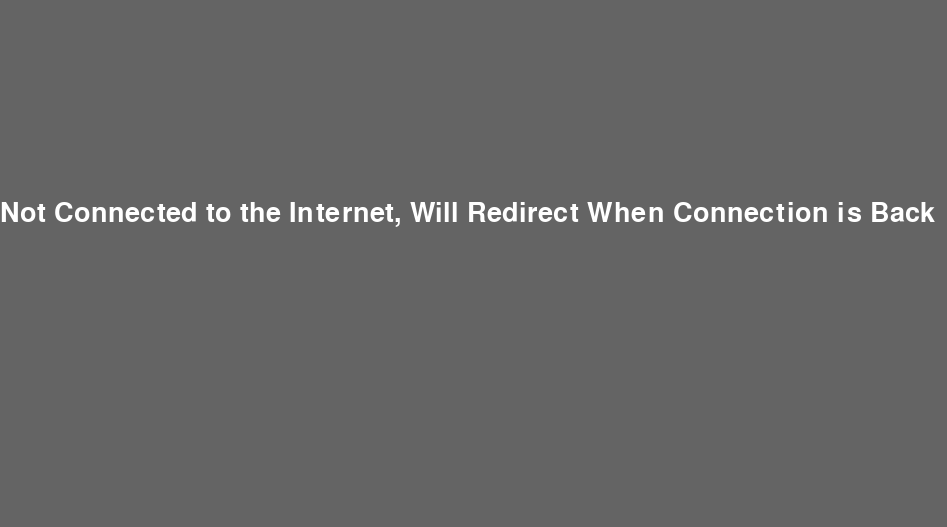 Not Connected to the Internet, Will Redirect When Connection is Back